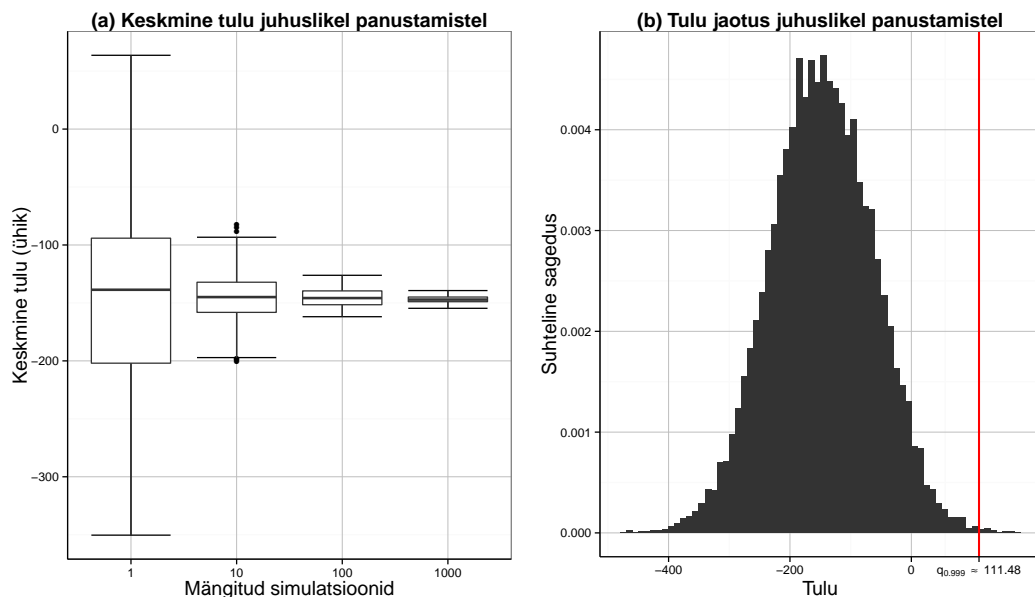 (a) Keskmine tulu juhuslikel panustamistel
0
−100
−200
−300
Keskmine tulu (ühik)
1
10
100
1000
Mängitud simulatsioonid
(b) Tulu jaotus juhuslikel panustamistel
0.004
0.003
0.002
0.001
0.000
Suhteline sagedus
−400
−200
0
q0.999 ≈ 111.48
Tulu